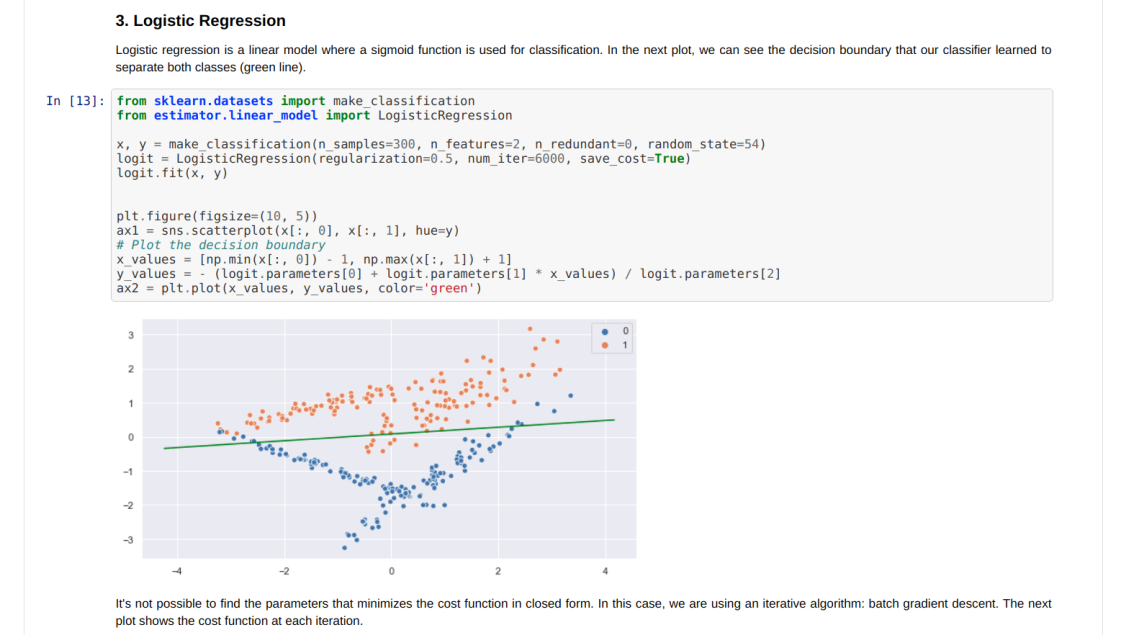 3. Logistic Regression
Logistic regression is a linear model where a sigmoid function is used for classification. In the next plot, we can see the decision boundary that our classifier learned to
separate both classes (green line).
In [13]: from sklearn.datasets import make_classification
from estimator.linear_model import LogisticRegression
x, y = make_classification(n_samples=300, n_features=2, n_redundant=0, random_state=54)
logit = LogisticRegression(regularization=0.5, num_iter=6000, save_cost=True)
logit.fit(x, y)
plt.figure(figsize=(10, 5))
ax1 = sns.scatterplot(x[:, 0], x[:, 1], hue=y)
# Plot the decision boundary
x_values = [np.min(x[:, 0]) - 1, np.max(x[:, 1]) + 1]
y_values = - (logit.parameters[0] + logit.parameters[1] * x_values) / logit.parameters[2]
ax2 = plt.plot(x_values, y_values, color='green')
0
1
3
2
1
0
−1
−2
−3
−4 −2 0 2 4
It's not possible to find the parameters that minimizes the cost function in closed form. In this case, we are using an iterative algorithm: batch gradient descent. The next
plot shows the cost function at each iteration.